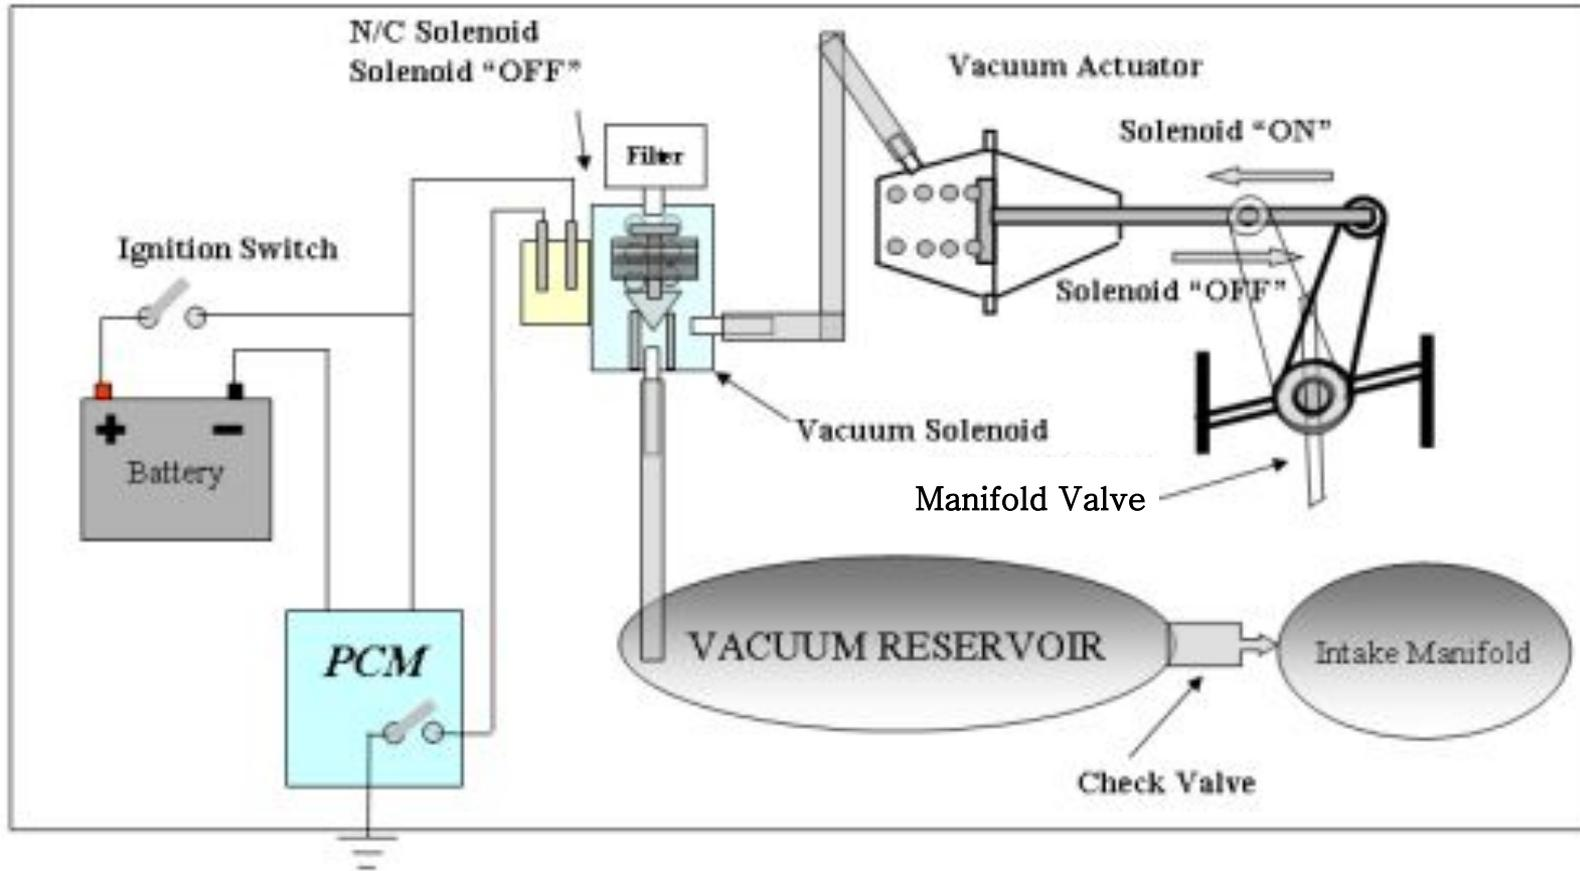 N/C Solenoid
Solenoid “OFF”
Vacuum Actuator
Solenoid “ON”
Filter
Ignition Switch
Solenoid “OFF”
Vacuum Solenoid
+
−
Battery
Manifold Valve
PCM
VACUUM RESERVOIR
Intake Manifold
Check Valve